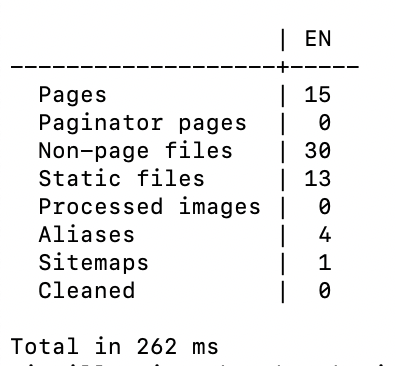 | EN
-------------------+-----
Pages | 15
Paginator pages | 0
Non-page files | 30
Static files | 13
Processed images | 0
Aliases | 4
Sitemaps | 1
Cleaned | 0
Total in 262 ms